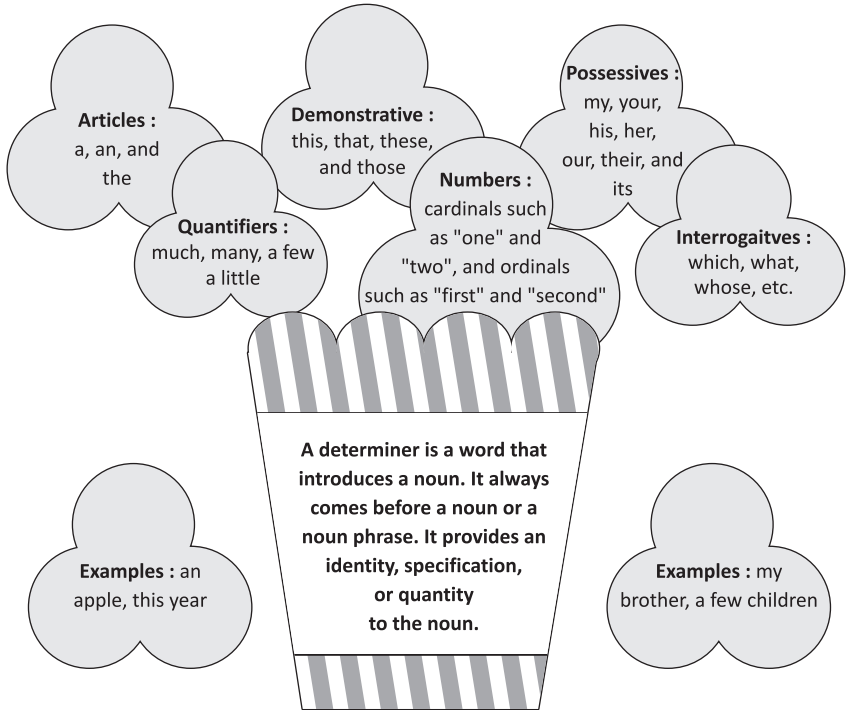 Articles :
a, an, and
the
Demonstrative :
this, that, these,
and those
Possessives :
my, your,
his, her,
our, their, and
its
Quantifiers :
much, many, a few
a little
Numbers :
cardinals such
as "one" and
"two", and ordinals
such as "first" and "second"
Interrogaitves :
which, what,
whose, etc.
A determiner is a word that
introduces a noun. It always
comes before a noun or a
noun phrase. It provides an
identity, specification,
or quantity
to the noun.
Examples : an
apple, this year
Examples : my
brother, a few children